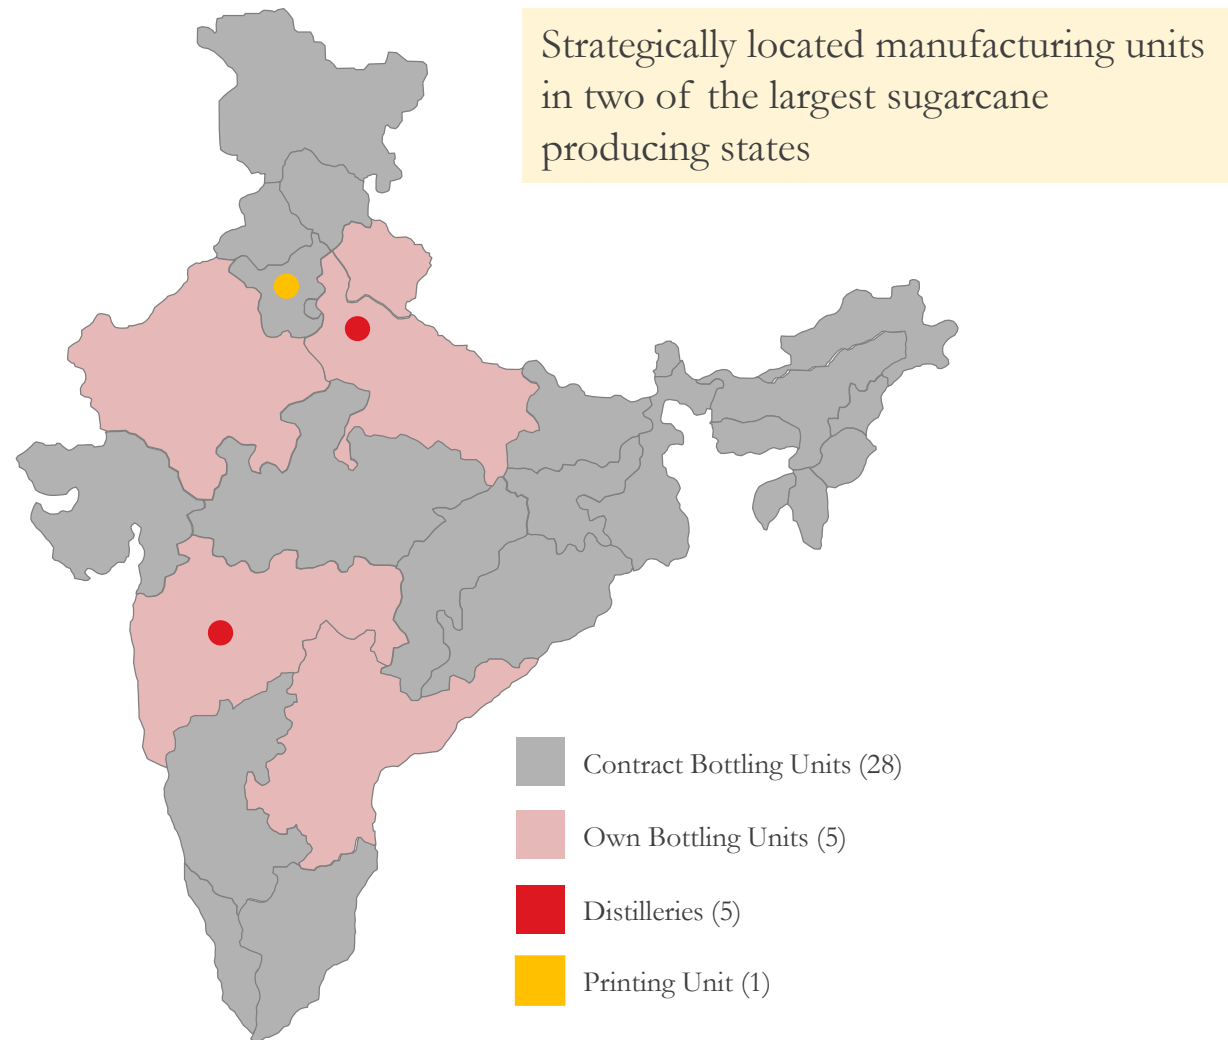 Strategically located manufacturing units
in two of the largest sugarcane
producing states
Contract Bottling Units (28)
Own Bottling Units (5)
Distilleries (5)
Printing Unit (1)